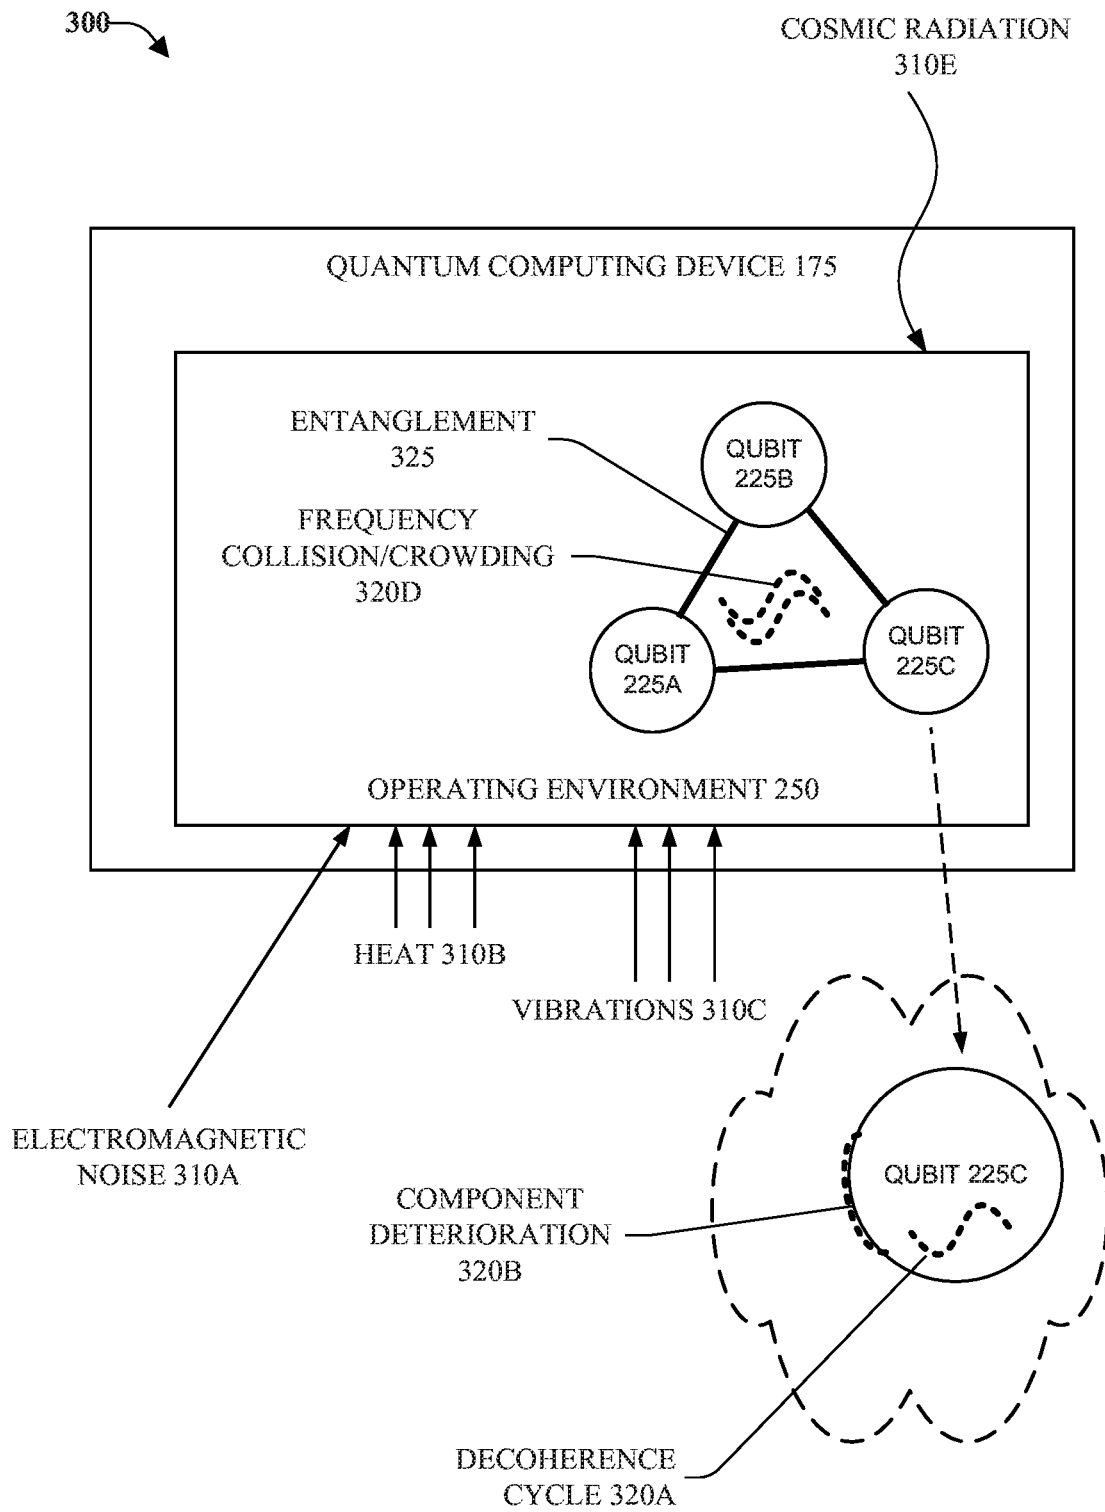 300
COSMIC RADIATION
310E
QUANTUM COMPUTING DEVICE 175
ENTANGLEMENT
325
QUBIT
225B
FREQUENCY
COLLISION/CROWDING
320D
QUBIT
225A
QUBIT
225C
OPERATING ENVIRONMENT 250
HEAT 310B
VIBRATIONS 310C
ELECTROMAGNETIC
NOISE 310A
QUBIT 225C
COMPONENT
DETERIORATION
320B
DECOHERENCE
CYCLE 320A